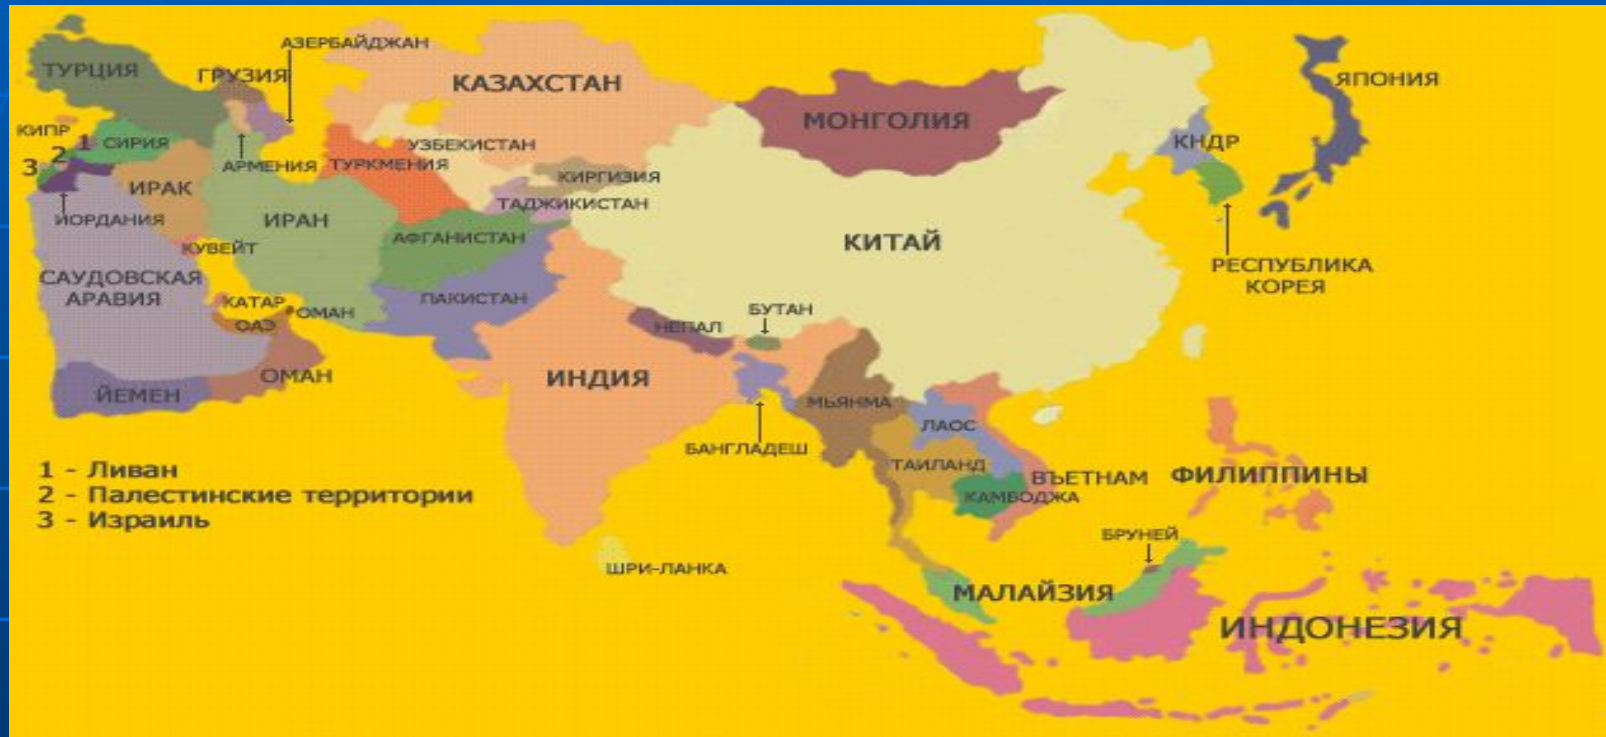 АЗЕРБАЙДЖАН
ТУРЦИЯ
ГРУЗИЯ
КАЗАХСТАН
ЯПОНИЯ
МОНГОЛИЯ
КИПР
1
СИРИЯ
УЗБЕКИСТАН
КНДР
2
3
АРМЕНИЯ
ТУРКМЕНИЯ
КИРГИЗИЯ
ИРАК
ТАДЖИКИСТАН
ИОРДАНИЯ
ИРАН
АФГАНИСТАН
КИТАЙ
КУВЕЙТ
САУДОВСКАЯ
АРАВИЯ
РЕСПУБЛИКА
КОРЕЯ
КАТАР
ОМАН
ПАКИСТАН
ОАЭ
БУТАН
НЕПАЛ
ОМАН
ИНДИЯ
ЙЕМЕН
МЬЯНМА
ЛАОС
БАНГЛАДЕШ
ТАИЛАНД
ВЪЕТНАМ
ФИЛИППИНЫ
КАМБОДЖА
1 - Ливан
2 - Палестинские территории
3 - Израиль
БРУНЕЙ
ШРИ-ЛАНКА
МАЛАЙЗИЯ
ИНДОНЕЗИЯ